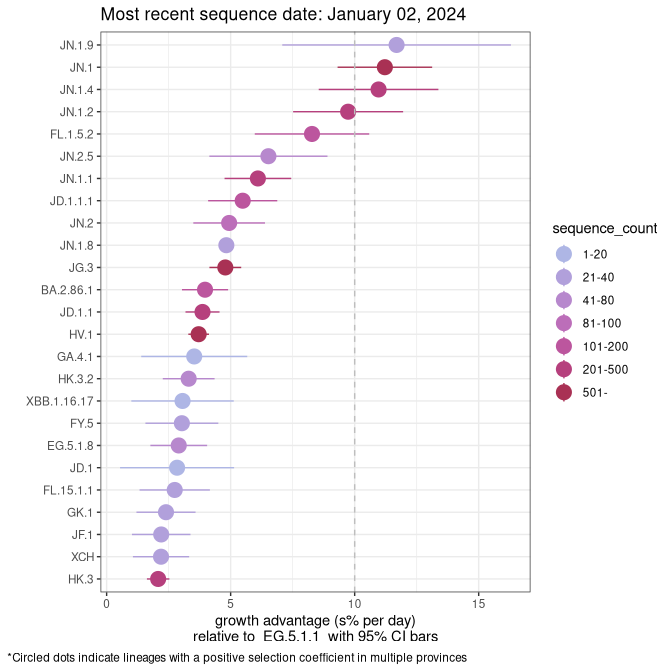 Most recent sequence date: January 02, 2024
JN.1.9
JN.1
JN.1.4
JN.1.2
FL.1.5.2
JN.2.5
JN.1.1
JD.1.1.1
JN.2
JN.1.8
JG.3
BA.2.86.1
JD.1.1
HV.1
GA.4.1
HK.3.2
XBB.1.16.17
FY.5
EG.5.1.8
JD.1
FL.15.1.1
GK.1
JF.1
XCH
HK.3
0 5 10 15
growth advantage (s% per day)
relative to EG.5.1.1 with 95% CI bars
sequence_count
1-20
21-40
41-80
81-100
101-200
201-500
501-
*Circled dots indicate lineages with a positive selection coefficient in multiple provinces